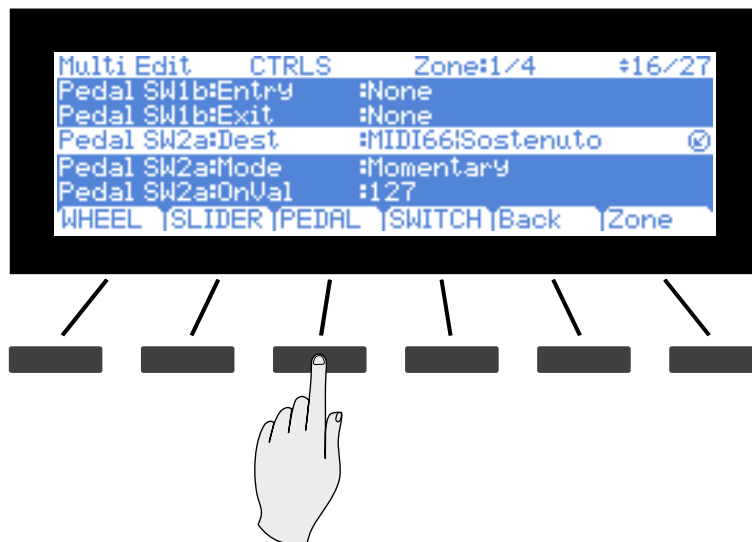 Multi Edit CTRLS Zone:1/4 ÷16/27
Pedal SW1b:Entry :None
Pedal SW1b:Exit :None
Pedal SW2a:Dest :MIDI66¦Sostenuto
Pedal SW2a:Mode :Momentary
Pedal SW2a:OnVal :127
WHEEL SLIDER PEDAL SWITCH Back Zone